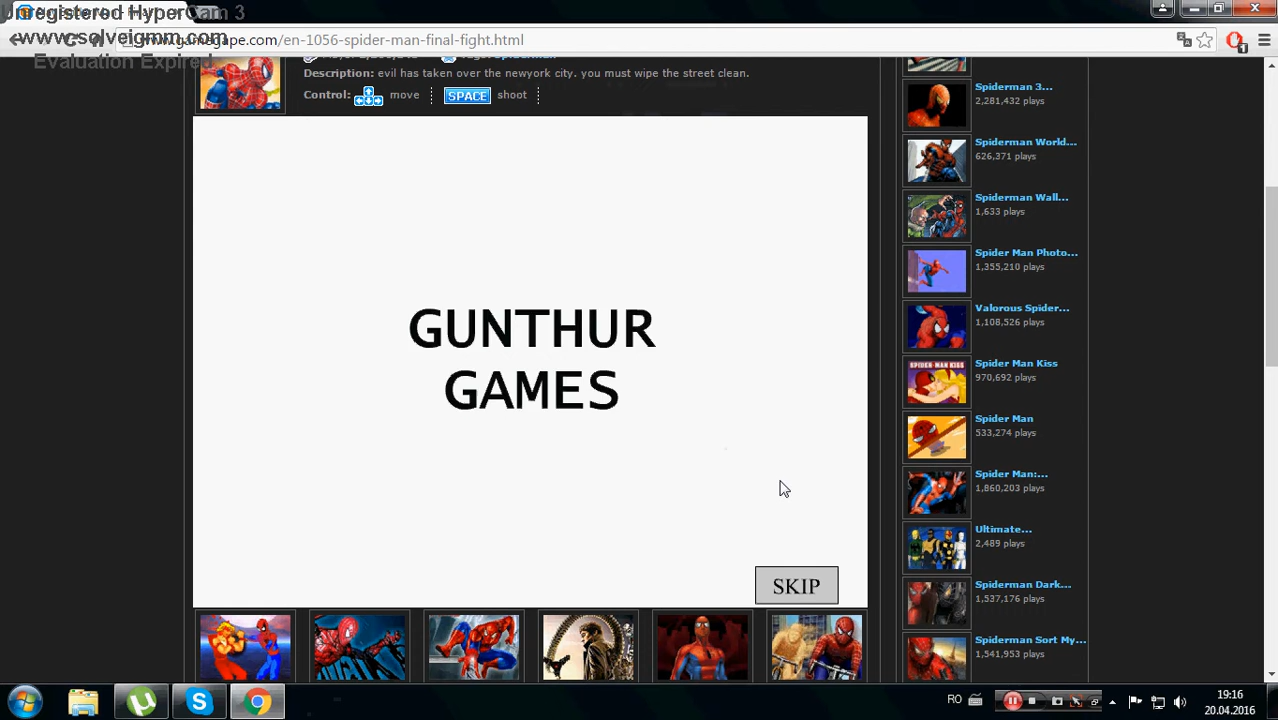 Unregistered HyperCam 3
www.solveigmm.com
Evaluation Expired
gamegape.com/en-1056-spider-man-final-fight.html
Description: evil has taken over the newyork city. you must wipe the street clean.
Control: move SPACE shoot
GUNTHUR
GAMES
SKIP
Spiderman 3...
2,281,432 plays
Spiderman World...
626,371 plays
Spiderman Wall...
1,633 plays
Spider Man Photo...
1,355,210 plays
Valorous Spider...
1,108,526 plays
SPIDER-MAN KISS
Spider Man Kiss
970,692 plays
Spider Man
533,274 plays
Spider Man:...
1,860,203 plays
Ultimate...
2,489 plays
Spiderman Dark...
1,537,176 plays
Spiderman Sort My...
1,541,953 plays
RO
19:16
20.04.2016